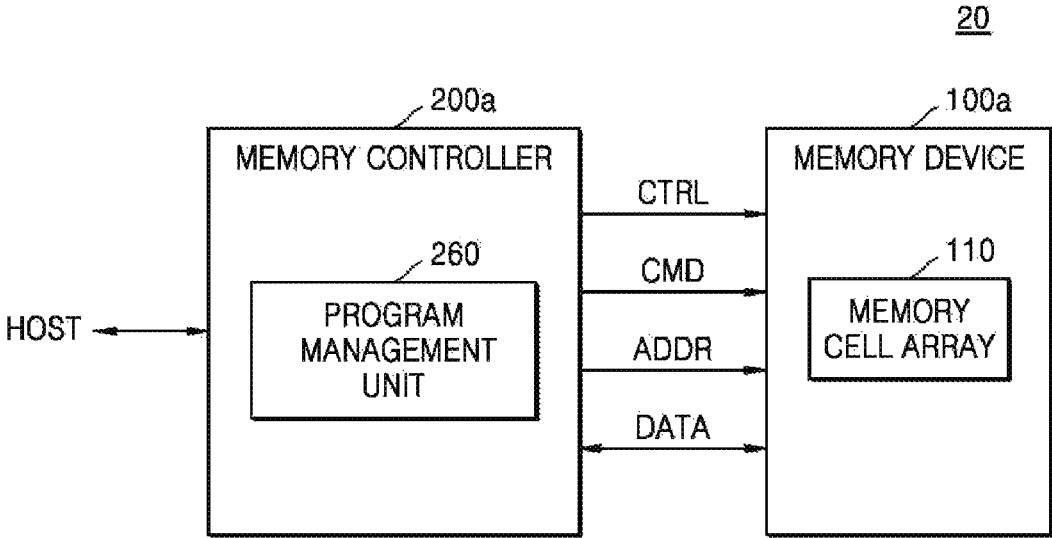 20
200a
100a
MEMORY CONTROLLER
MEMORY DEVICE
CTRL
260
110
CMD
PROGRAM
MANAGEMENT
UNIT
MEMORY
CELL ARRAY
HOST
ADDR
DATA